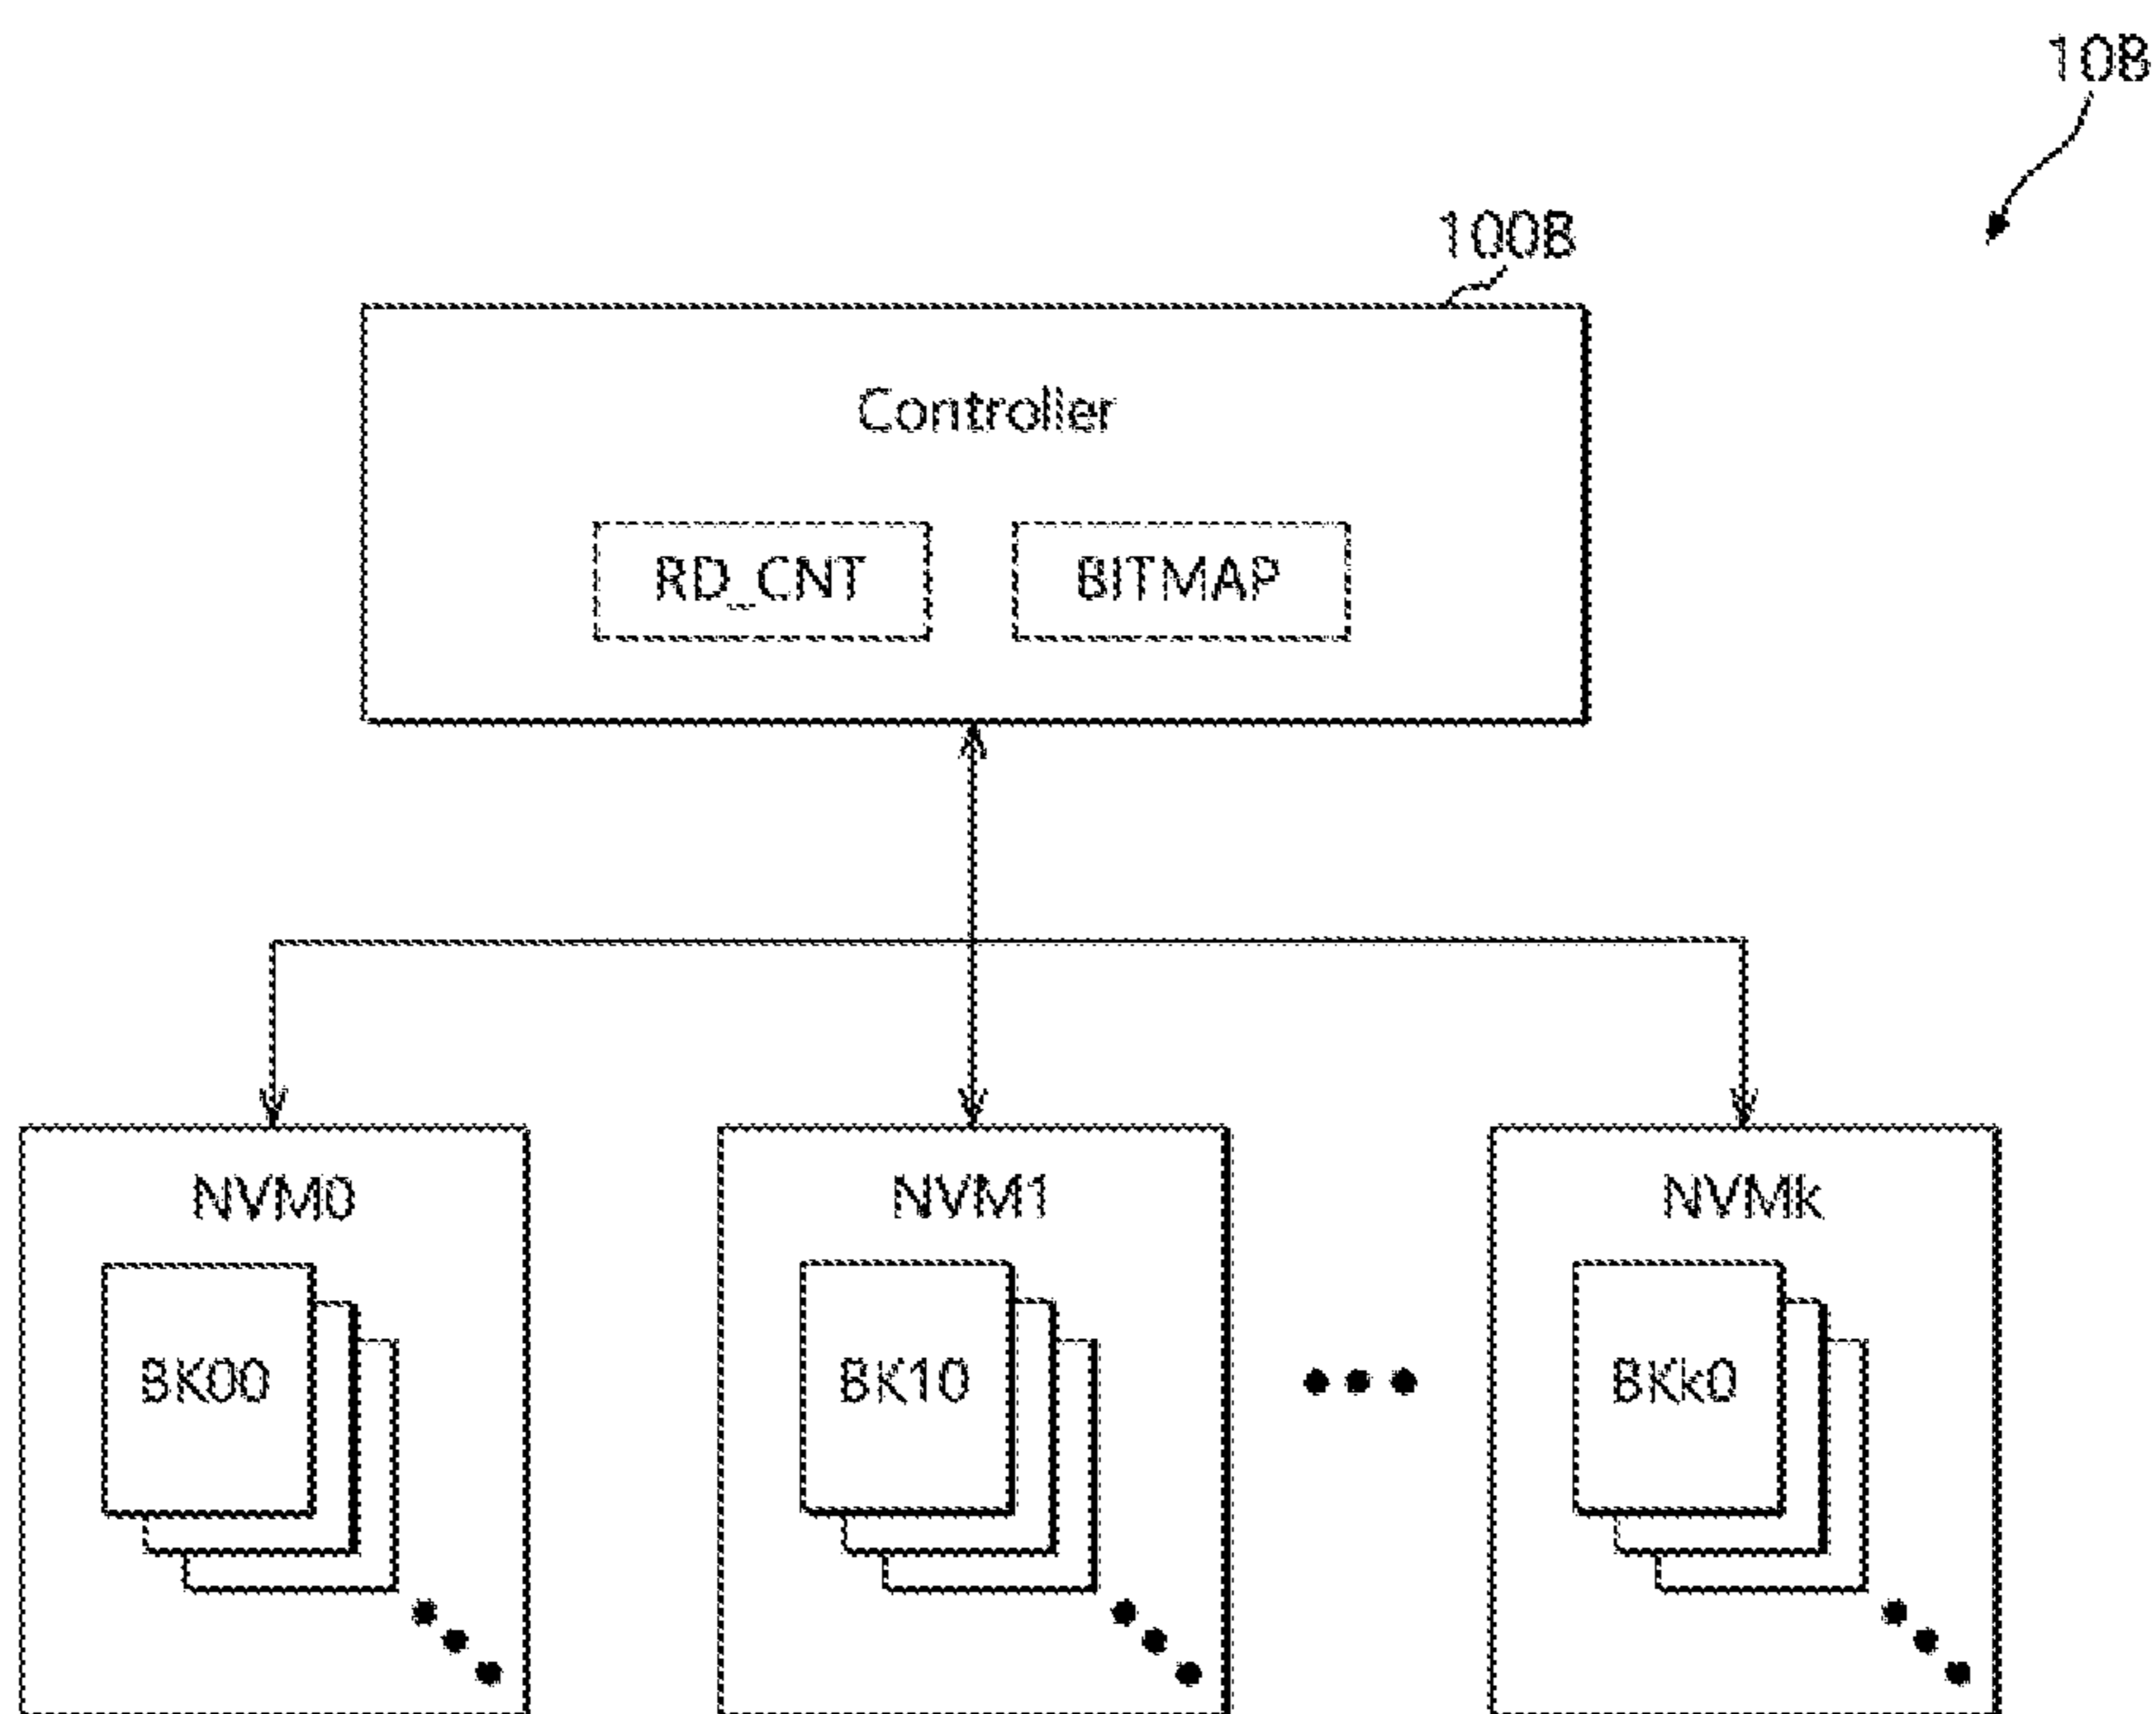 10B
100B
Controller
RD_CNT BITMAP
NVM0 NVM1 NVMk
BK00 BK10 BKk0